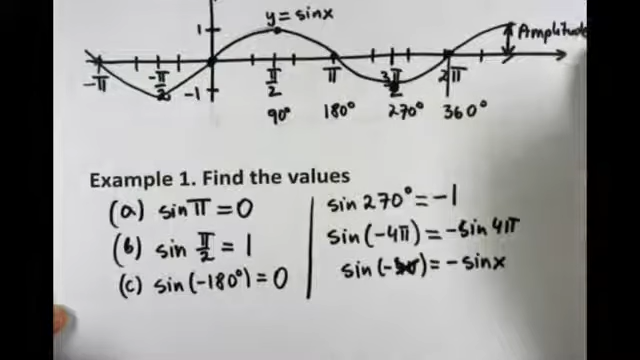 1 y=sinx Amplitude
-π -π/2 π/2 π 3π/2 2π
-1
90° 180° 270° 360°
Example 1. Find the values
(a) sin π = 0
(b) sin π/2 = 1
(c) sin(-180°) = 0
sin 270° = -1
sin(-4π) = -sin 4π
sin(- ) = -sinx